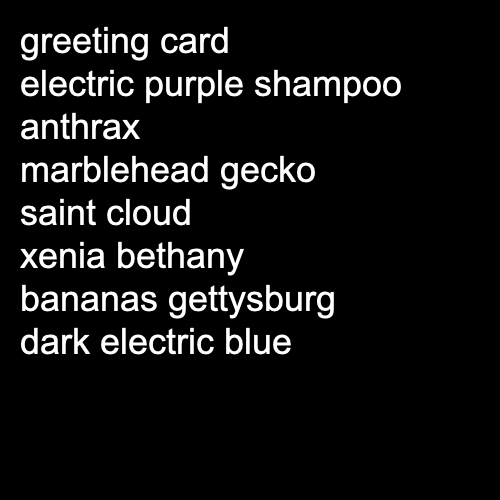 greeting card
electric purple shampoo
anthrax
marblehead gecko
saint cloud
xenia bethany
bananas gettysburg
dark electric blue